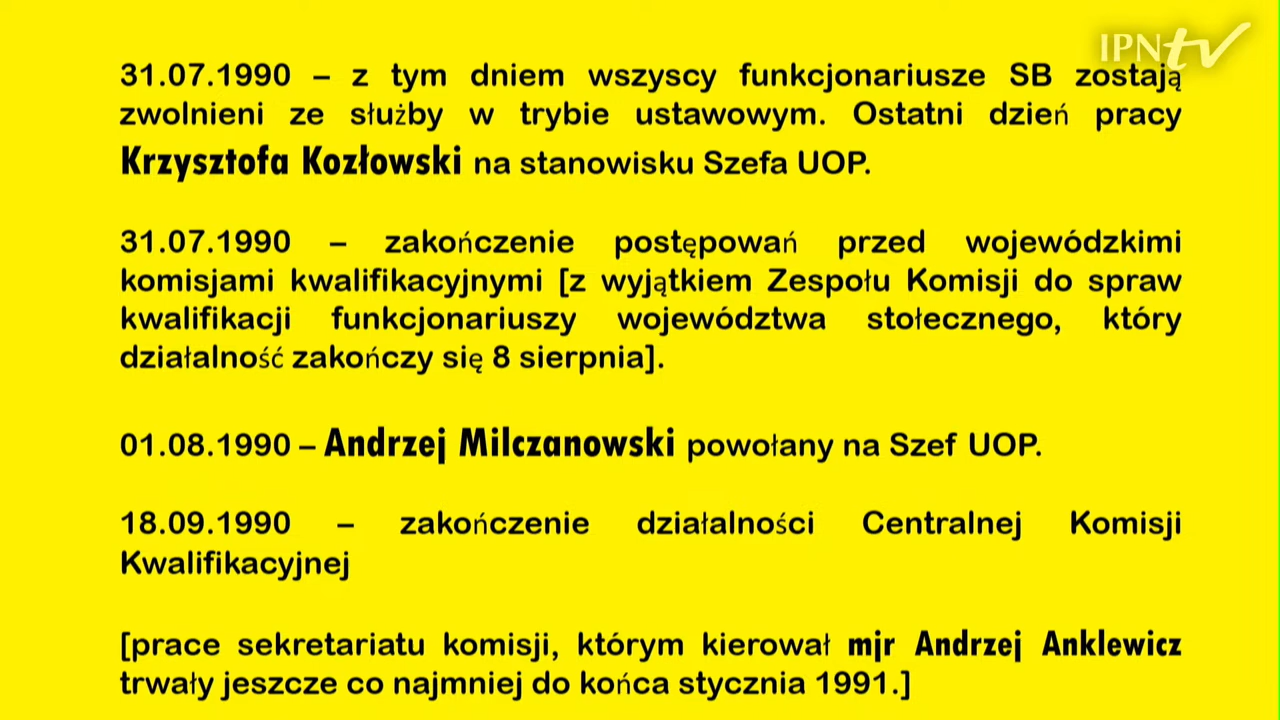 IPNtv
31.07.1990 – z tym dniem wszyscy funkcjonariusze SB zostają
zwolnieni ze służby w trybie ustawowym. Ostatni dzień pracy
Krzysztofa Kozłowski na stanowisku Szefa UOP.
31.07.1990 – zakończenie postępowań przed wojewódzkimi
komisjami kwalifikacyjnymi [z wyjątkiem Zespołu Komisji do spraw
kwalifikacji funkcjonariuszy województwa stołecznego, który
działalność zakończy się 8 sierpnia].
01.08.1990 – Andrzej Milczanowski powołany na Szef UOP.
18.09.1990 – zakończenie działalności Centralnej Komisji
Kwalifikacyjnej
[prace sekretariatu komisji, którym kierował mjr Andrzej Anklewicz
trwały jeszcze co najmniej do końca stycznia 1991.]